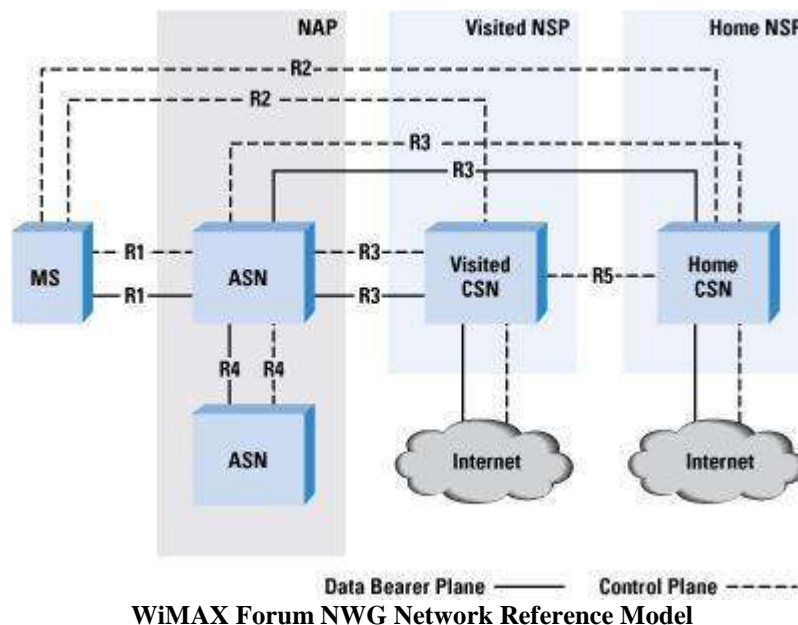 NAP
Visited NSP
Home NSP
R2
R2
R3
R3
MS
R1
R1
ASN
R3
R3
Visited
CSN
R5
Home
CSN
R4
R4
ASN
Internet
Internet
Data Bearer Plane
Control Plane
WiMAX Forum NWG Network Reference Model